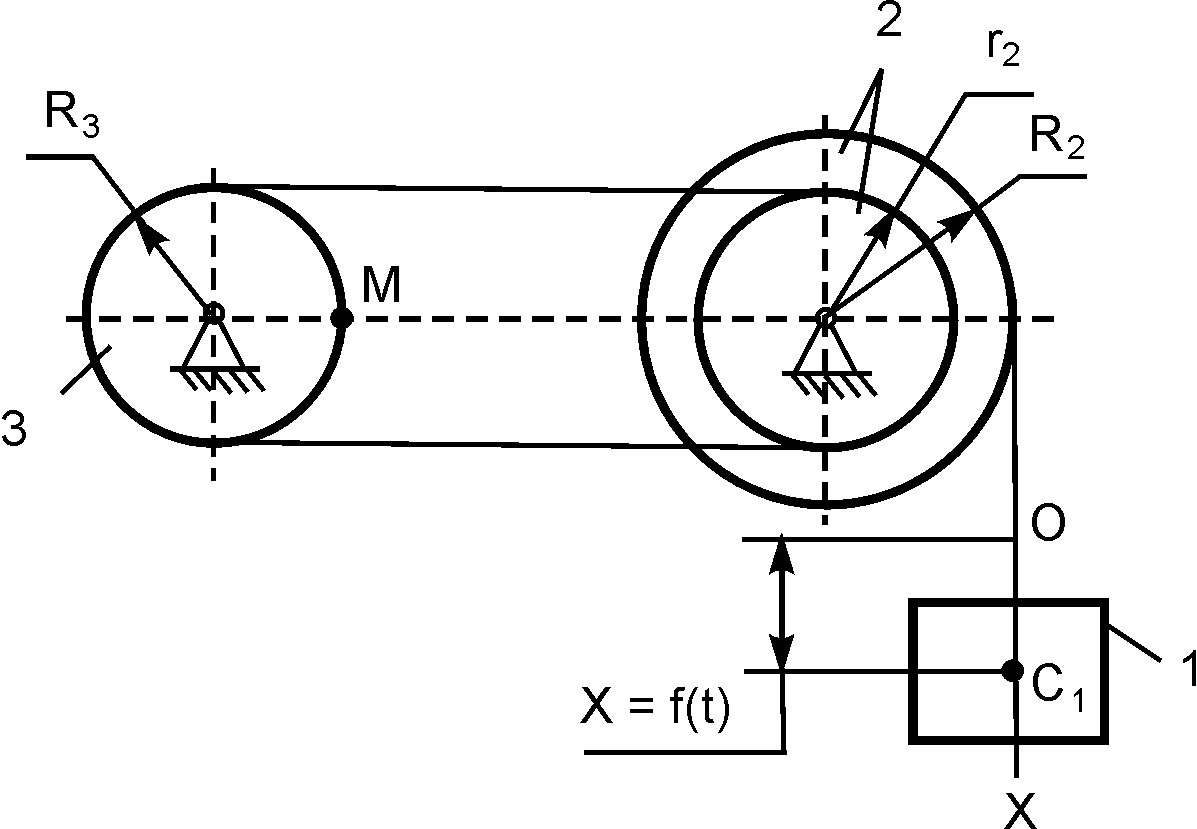 2
r₂
R₃
R₂
M
3
O
1
C₁
X = f(t)
X